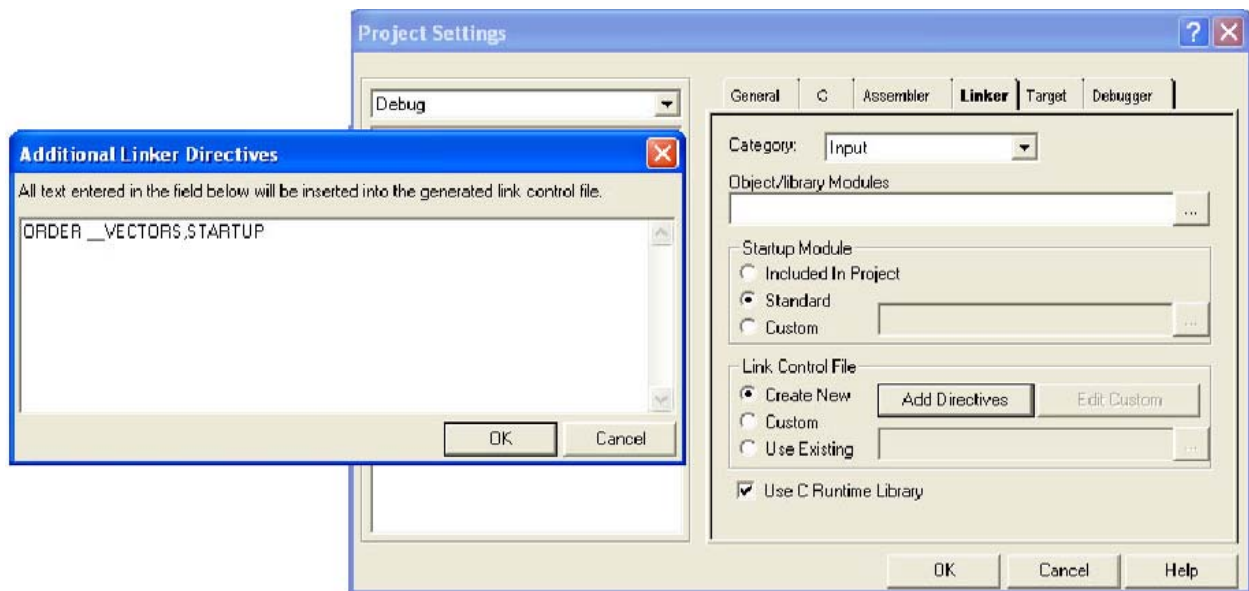 Project Settings
Debug
General C Assembler Linker Target Debugger
Category: Input
Object/library Modules
...
Startup Module
Included In Project
Standard
Custom
...
Link Control File
Create New
Add Directives
Edit Custom
Custom
Use Existing
...
Use C Runtime Library
OK Cancel Help
Additional Linker Directives
All text entered in the field below will be inserted into the generated link control file.
ORDER __VECTORS,STARTUP
OK Cancel